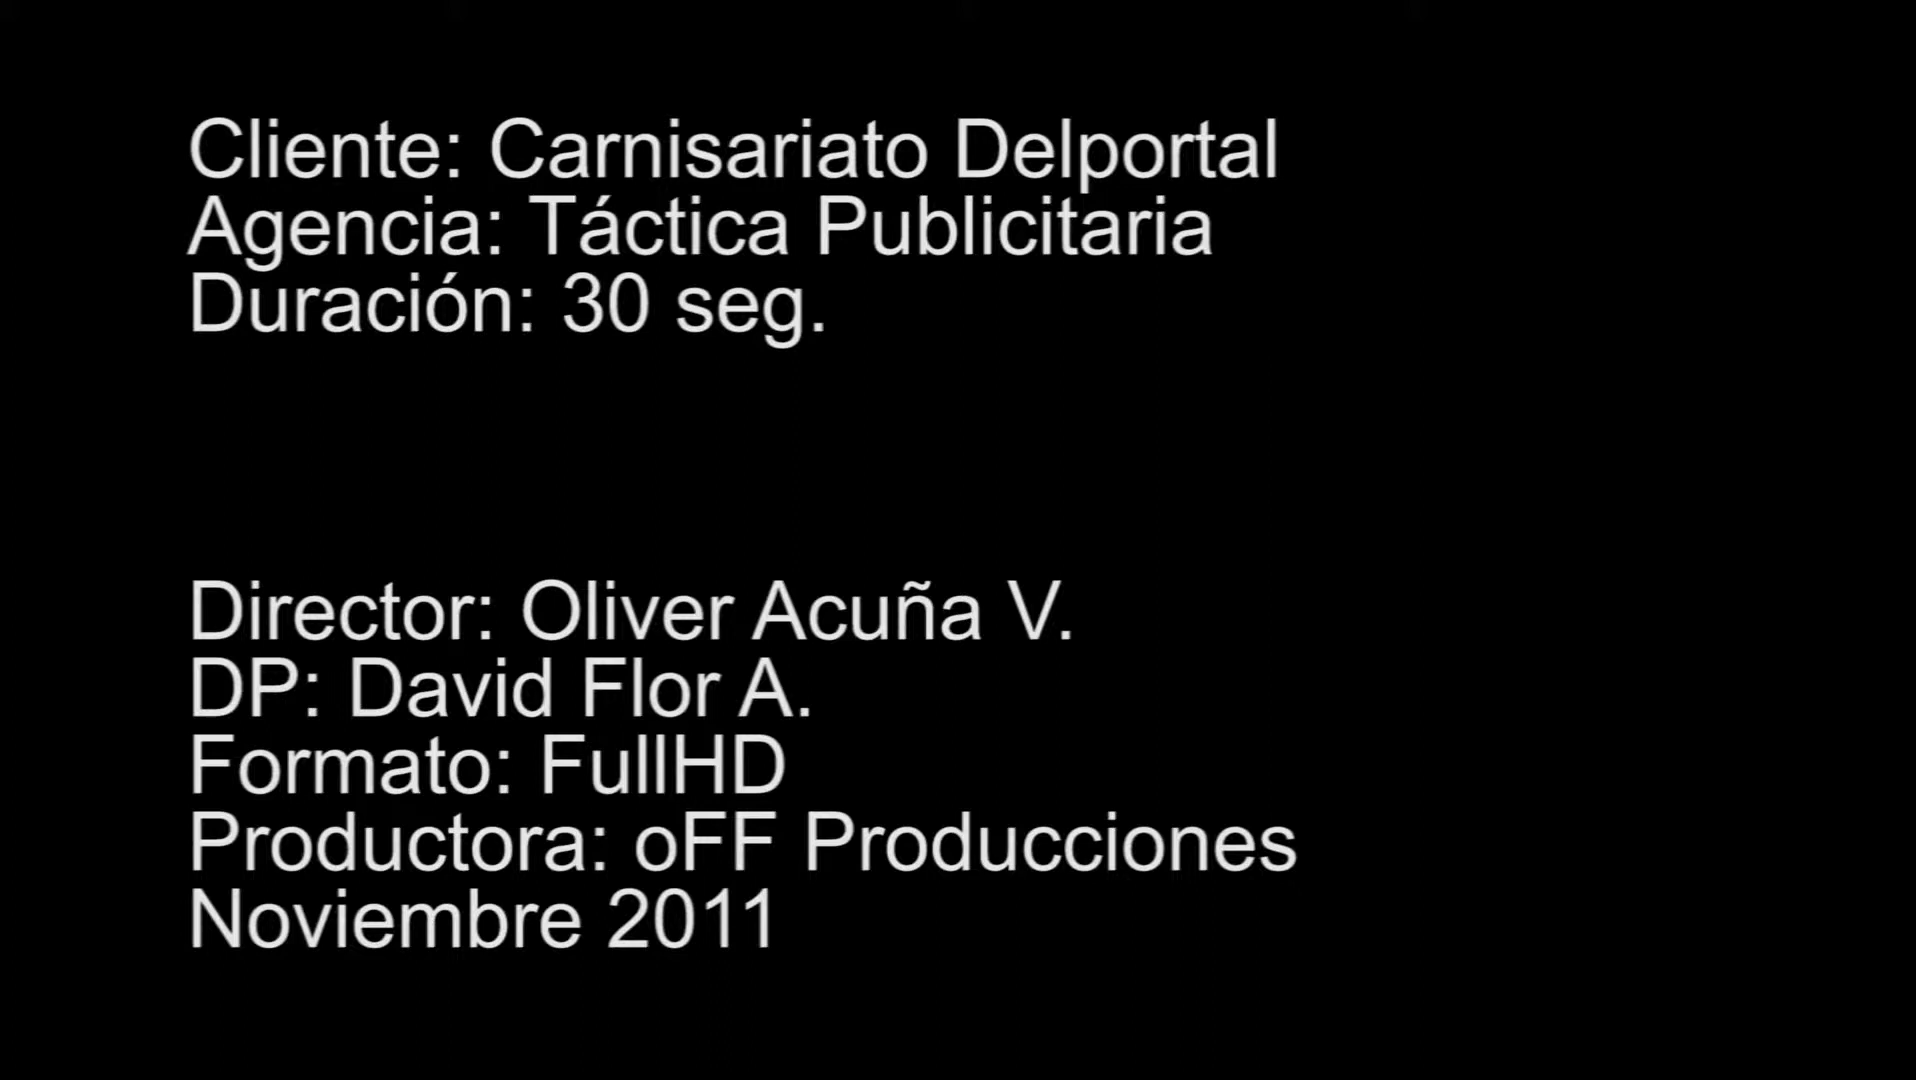 Cliente: Carnisariato Delportal
Agencia: Táctica Publicitaria
Duración: 30 seg.
Director: Oliver Acuña V.
DP: David Flor A.
Formato: FullHD
Productora: oFF Producciones
Noviembre 2011